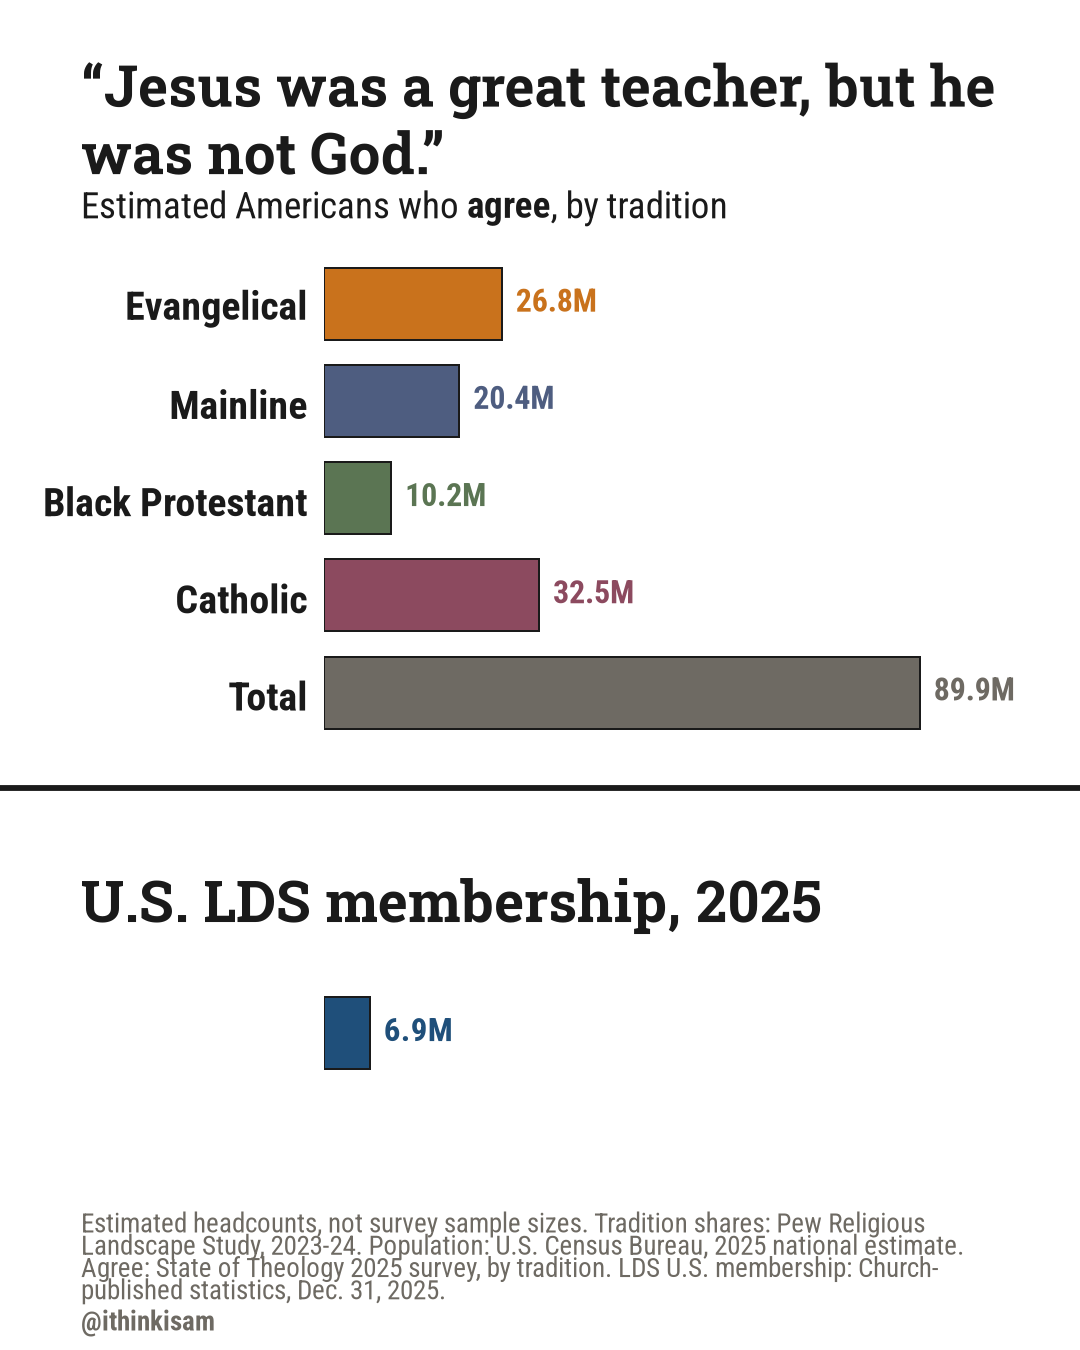 “Jesus was a great teacher, but he
was not God.”
Estimated Americans who agree, by tradition
Evangelical 26.8M
Mainline 20.4M
Black Protestant 10.2M
Catholic 32.5M
Total 89.9M
U.S. LDS membership, 2025
6.9M
Estimated headcounts, not survey sample sizes. Tradition shares: Pew Religious
Landscape Study, 2023-24. Population: U.S. Census Bureau, 2025 national estimate.
Agree: State of Theology 2025 survey, by tradition. LDS U.S. membership: Church-
published statistics, Dec. 31, 2025.
@ithinkisam